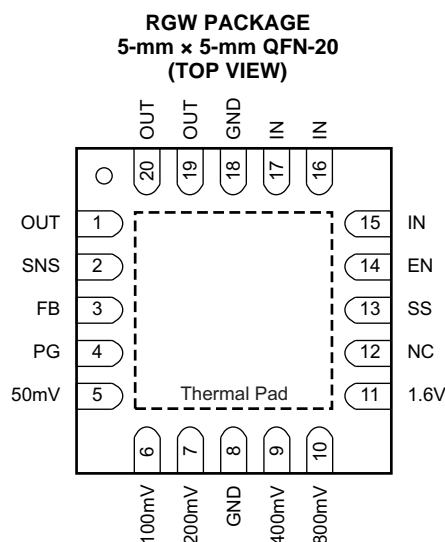 RGW PACKAGE
5-mm × 5-mm QFN-20
(TOP VIEW)
OUT
OUT
GND
IN
IN
20
19
18
17
16
OUT 1
15 IN
SNS 2
14 EN
FB 3
13 SS
PG 4
12 NC
50mV 5
Thermal Pad
11 1.6V
6
7
8
9
10
100mV
200mV
GND
400mV
800mV